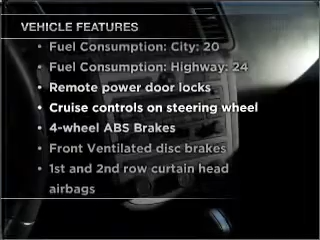 VEHICLE FEATURES
• Fuel Consumption: City: 20
• Fuel Consumption: Highway: 24
• Remote power door locks
• Cruise controls on steering wheel
• 4-wheel ABS Brakes
• Front Ventilated disc brakes
• 1st and 2nd row curtain head
airbags